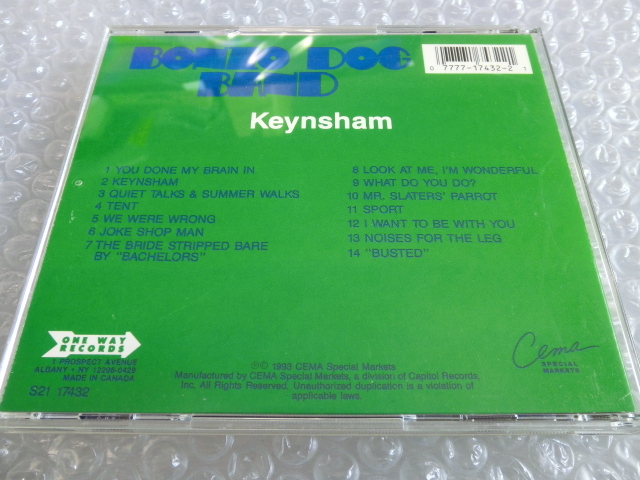 BONZO DOG
BAND
0 7777-17432-2 1
Keynsham
1 YOU DONE MY BRAIN IN
2 KEYNSHAM
3 QUIET TALKS & SUMMER WALKS
4 TENT
5 WE WERE WRONG
6 JOKE SHOP MAN
7 THE BRIDE STRIPPED BARE
BY "BACHELORS"
8 LOOK AT ME, I'M WONDERFUL
9 WHAT DO YOU DO?
10 MR. SLATERS' PARROT
11 SPORT
12 I WANT TO BE WITH YOU
13 NOISES FOR THE LEG
14 "BUSTED"
ONE WAY
RECORDS
1 PROSPECT AVENUE
ALBANY • NY 12206-0429
MADE IN CANADA
S21 17432
℗© 1993 CEMA Special Markets
Manufactured by CEMA Special Markets, a division of Capitol Records,
Inc. All Rights Reserved. Unauthorized duplication is a violation of
applicable laws.
Cema
SPECIAL
MARKETS